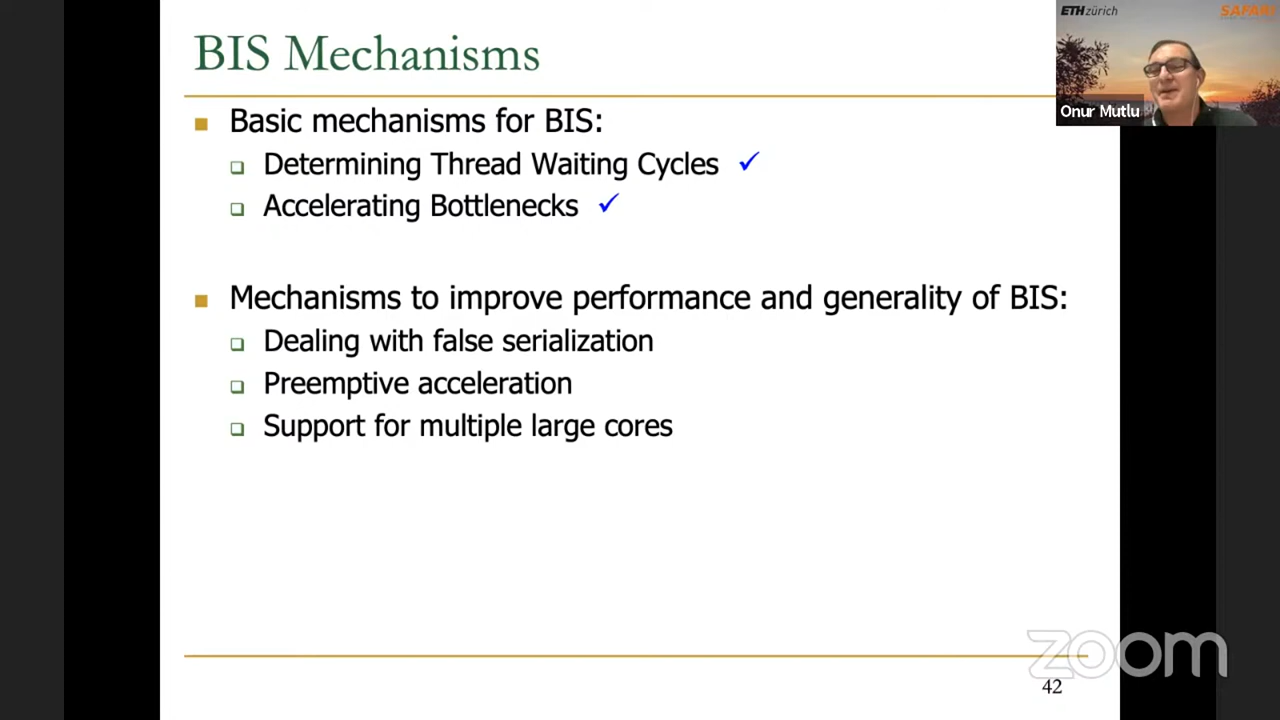 BIS Mechanisms
Basic mechanisms for BIS:
Determining Thread Waiting Cycles ✓
Accelerating Bottlenecks ✓
Mechanisms to improve performance and generality of BIS:
Dealing with false serialization
Preemptive acceleration
Support for multiple large cores
ETH zürich
SAFARI
Onur Mutlu
zoom
42